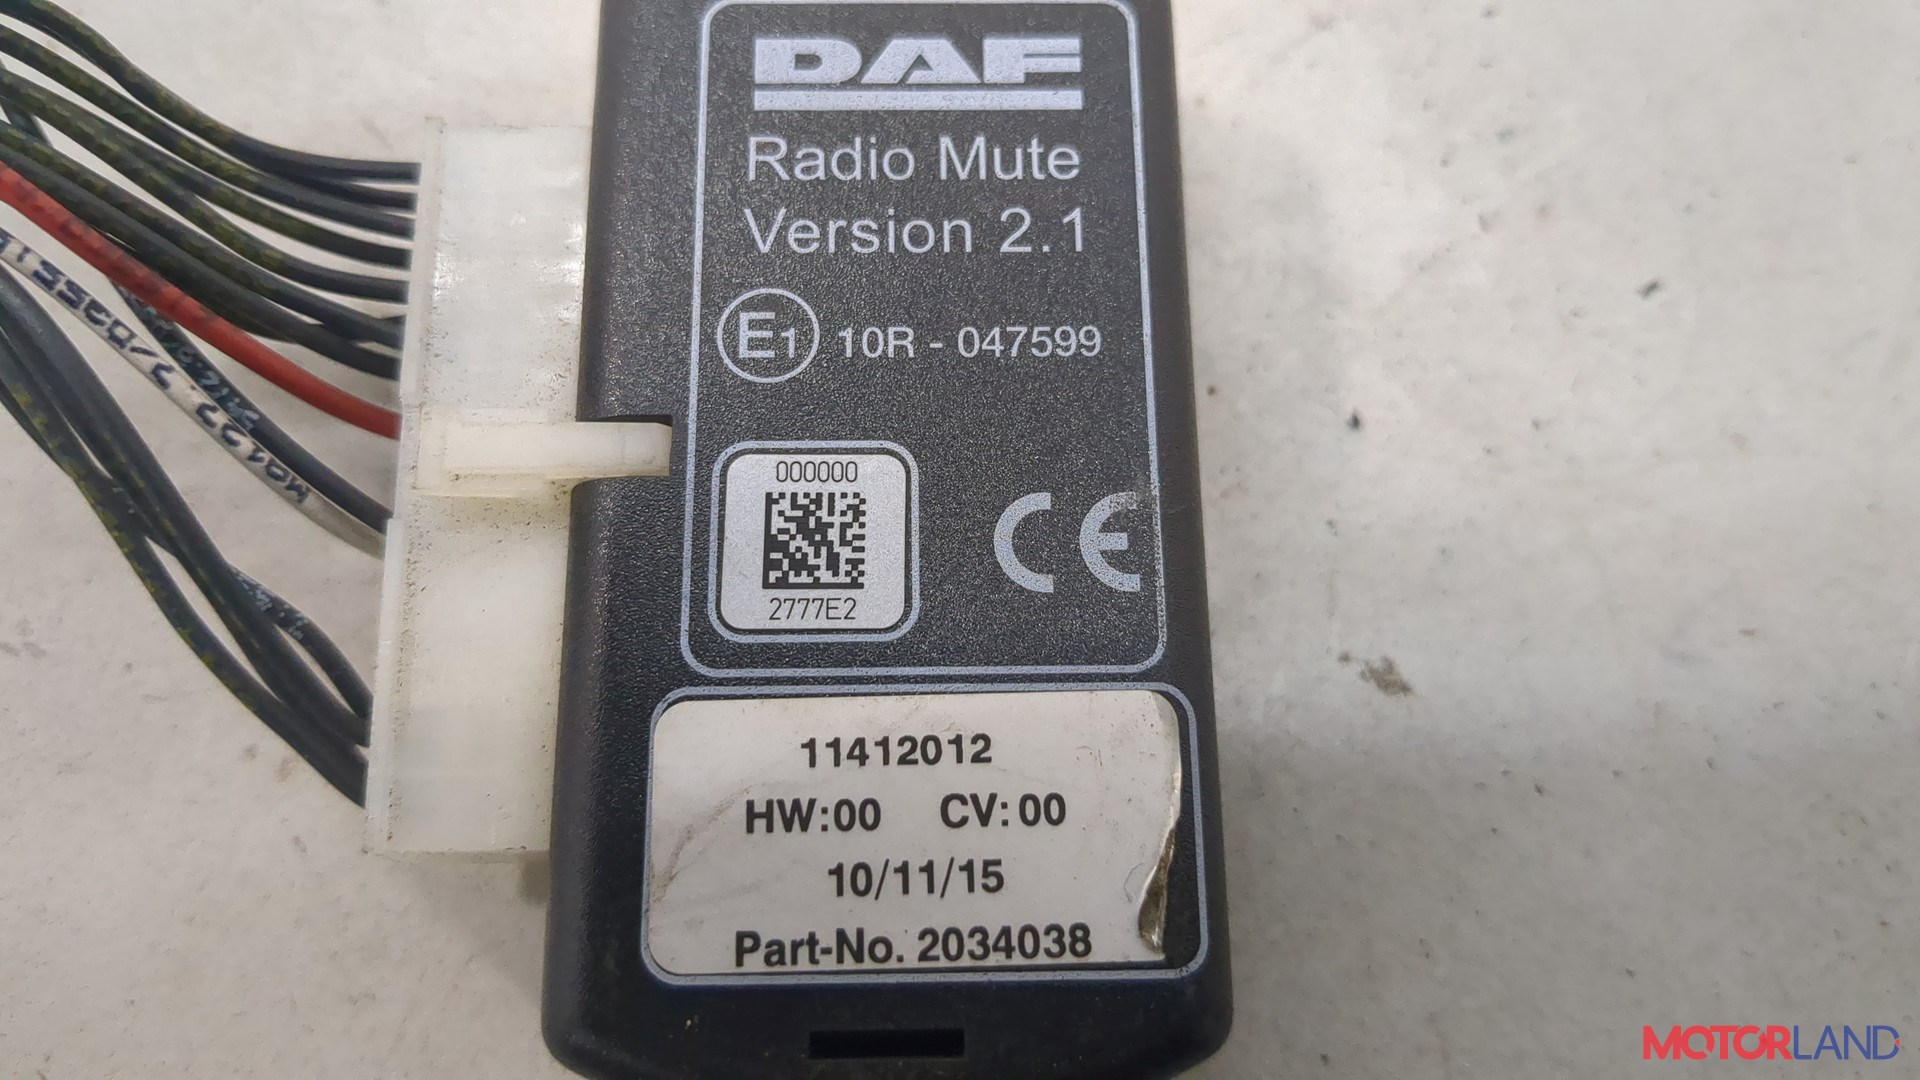 DAF
Radio Mute
Version 2.1
E1 10R - 047599
000000
2777E2
CE
11412012
HW:00 CV: 00
10/11/15
Part-No. 2034038
MOTORLAND